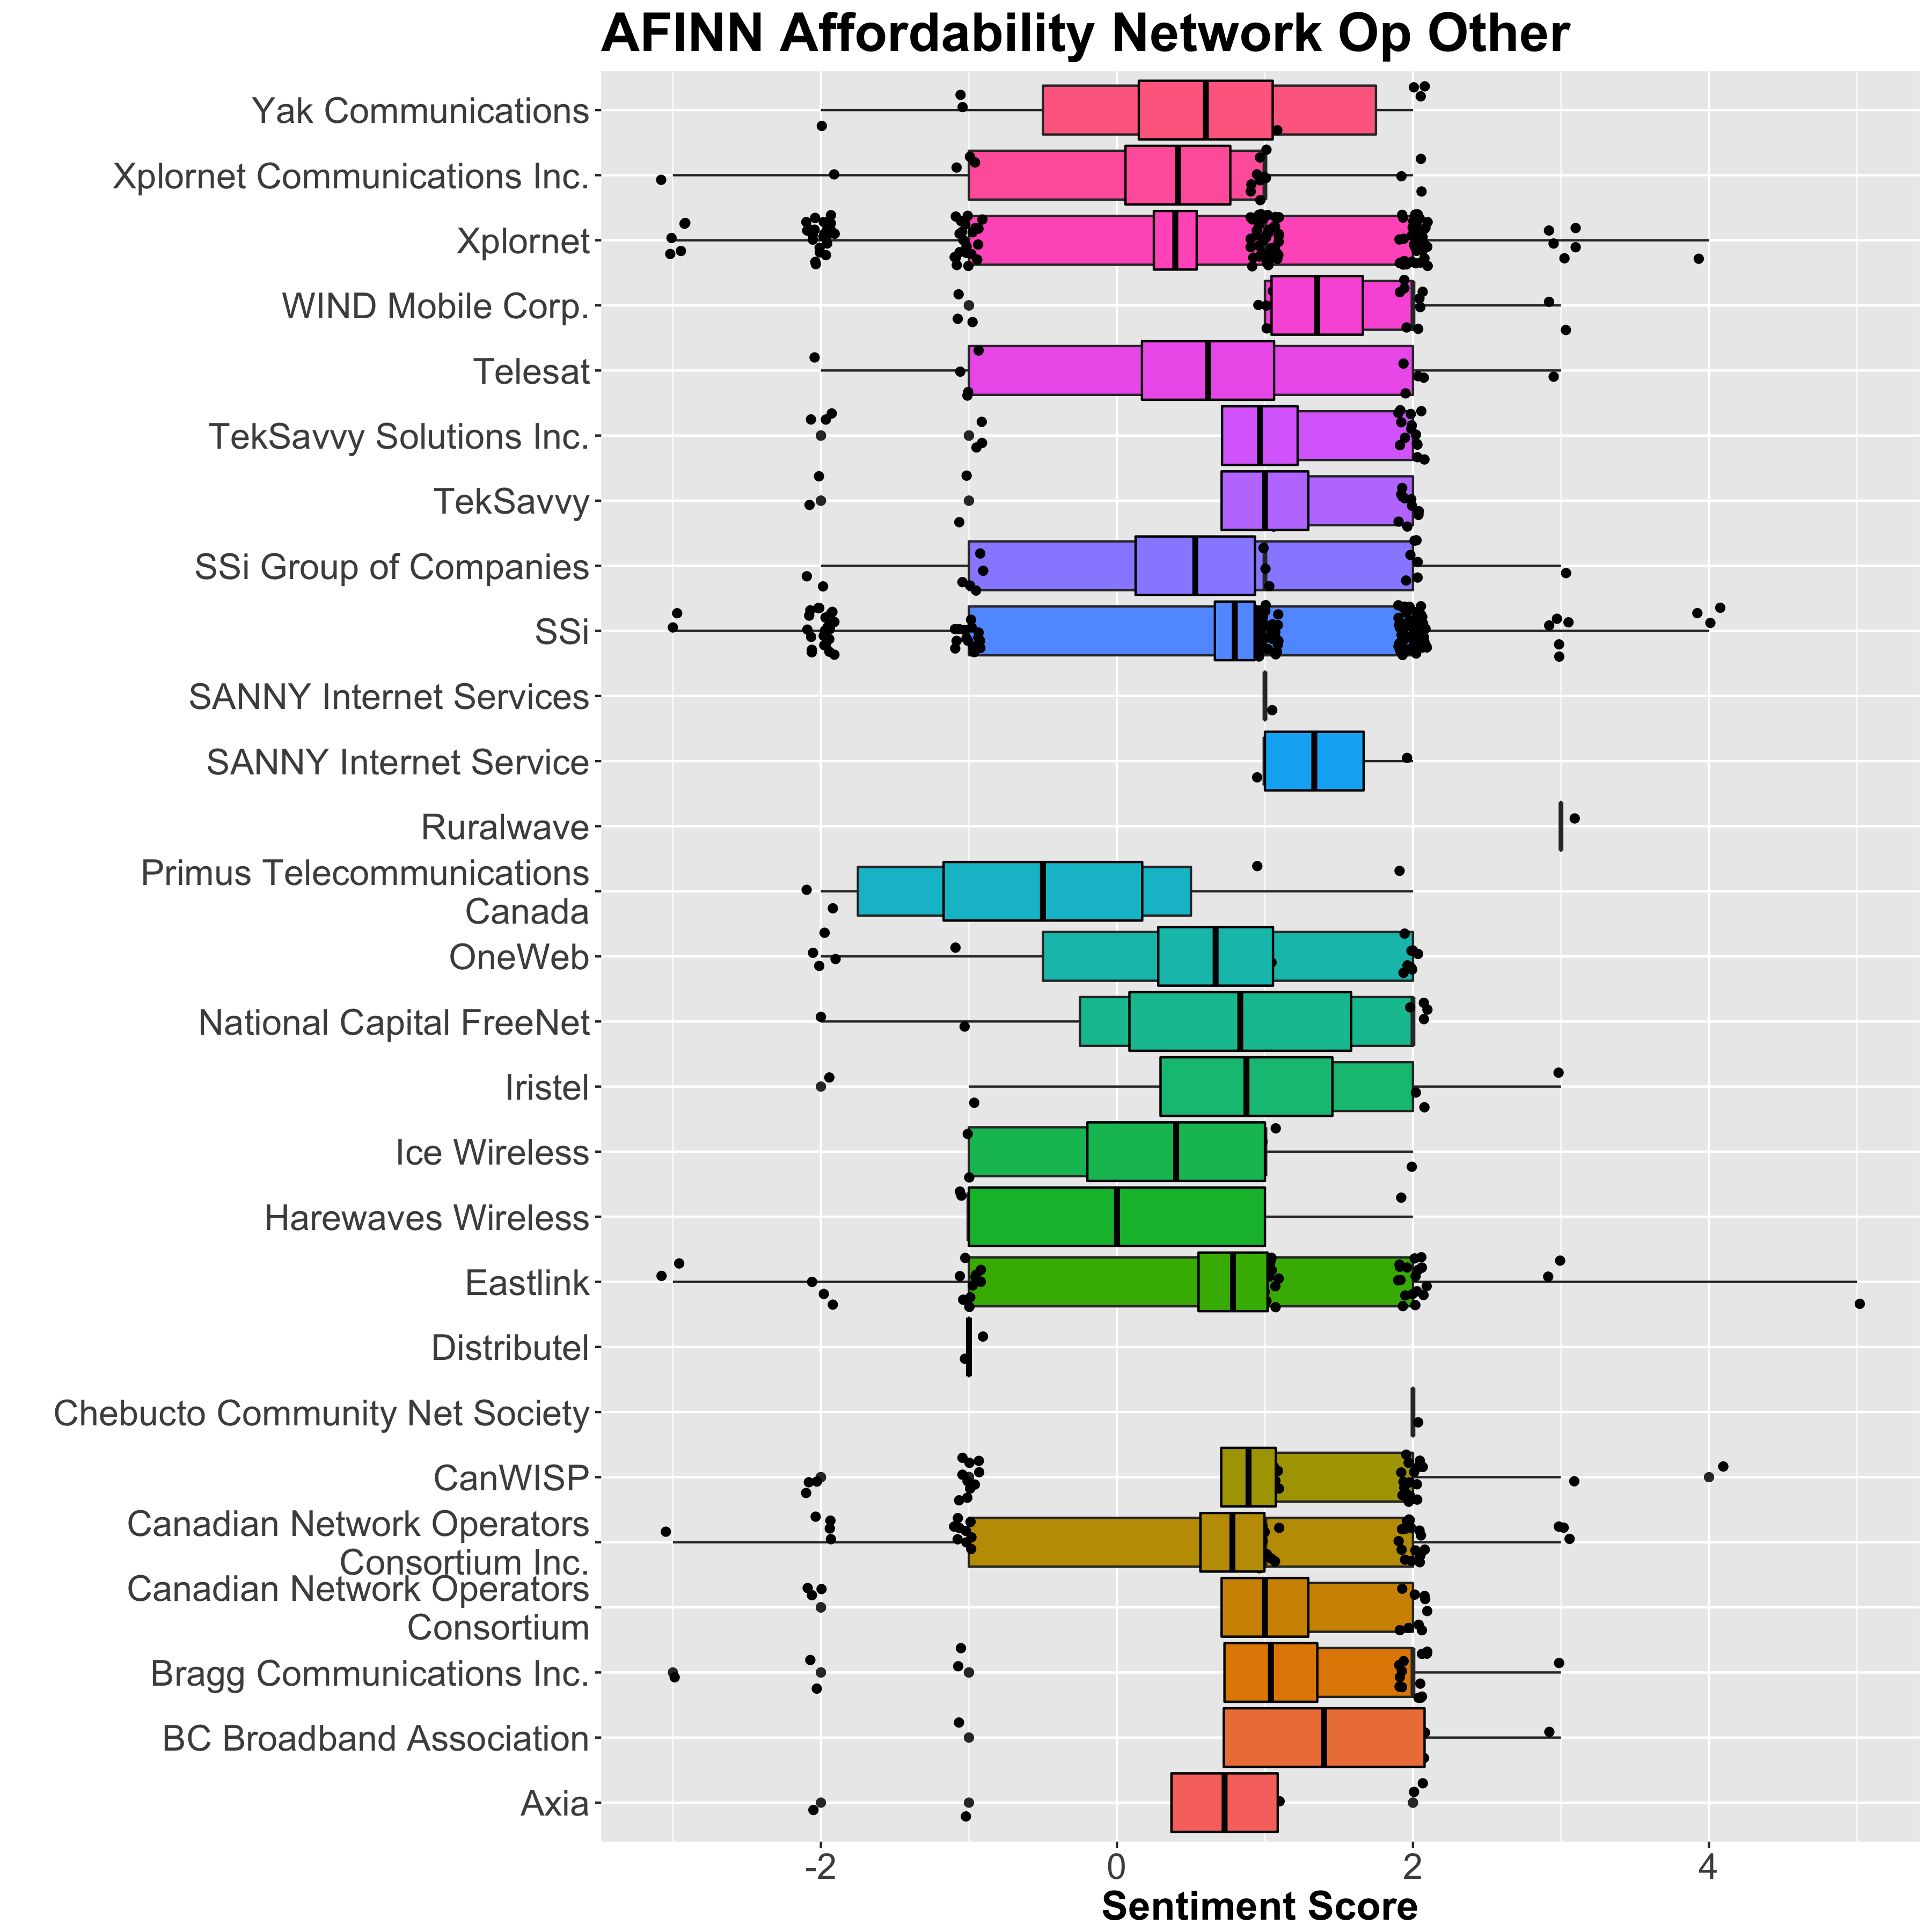 AFINN Affordability Network Op Other
Yak Communications
Xplornet Communications Inc.
Xplornet
WIND Mobile Corp.
Telesat
TekSavvy Solutions Inc.
TekSavvy
SSi Group of Companies
SSi
SANNY Internet Services
SANNY Internet Service
Ruralwave
Primus Telecommunications
Canada
OneWeb
National Capital FreeNet
Iristel
Ice Wireless
Harewaves Wireless
Eastlink
Distributel
Chebucto Community Net Society
CanWISP
Canadian Network Operators
Consortium Inc.
Canadian Network Operators
Consortium
Bragg Communications Inc.
BC Broadband Association
Axia
-2 0 2 4
Sentiment Score